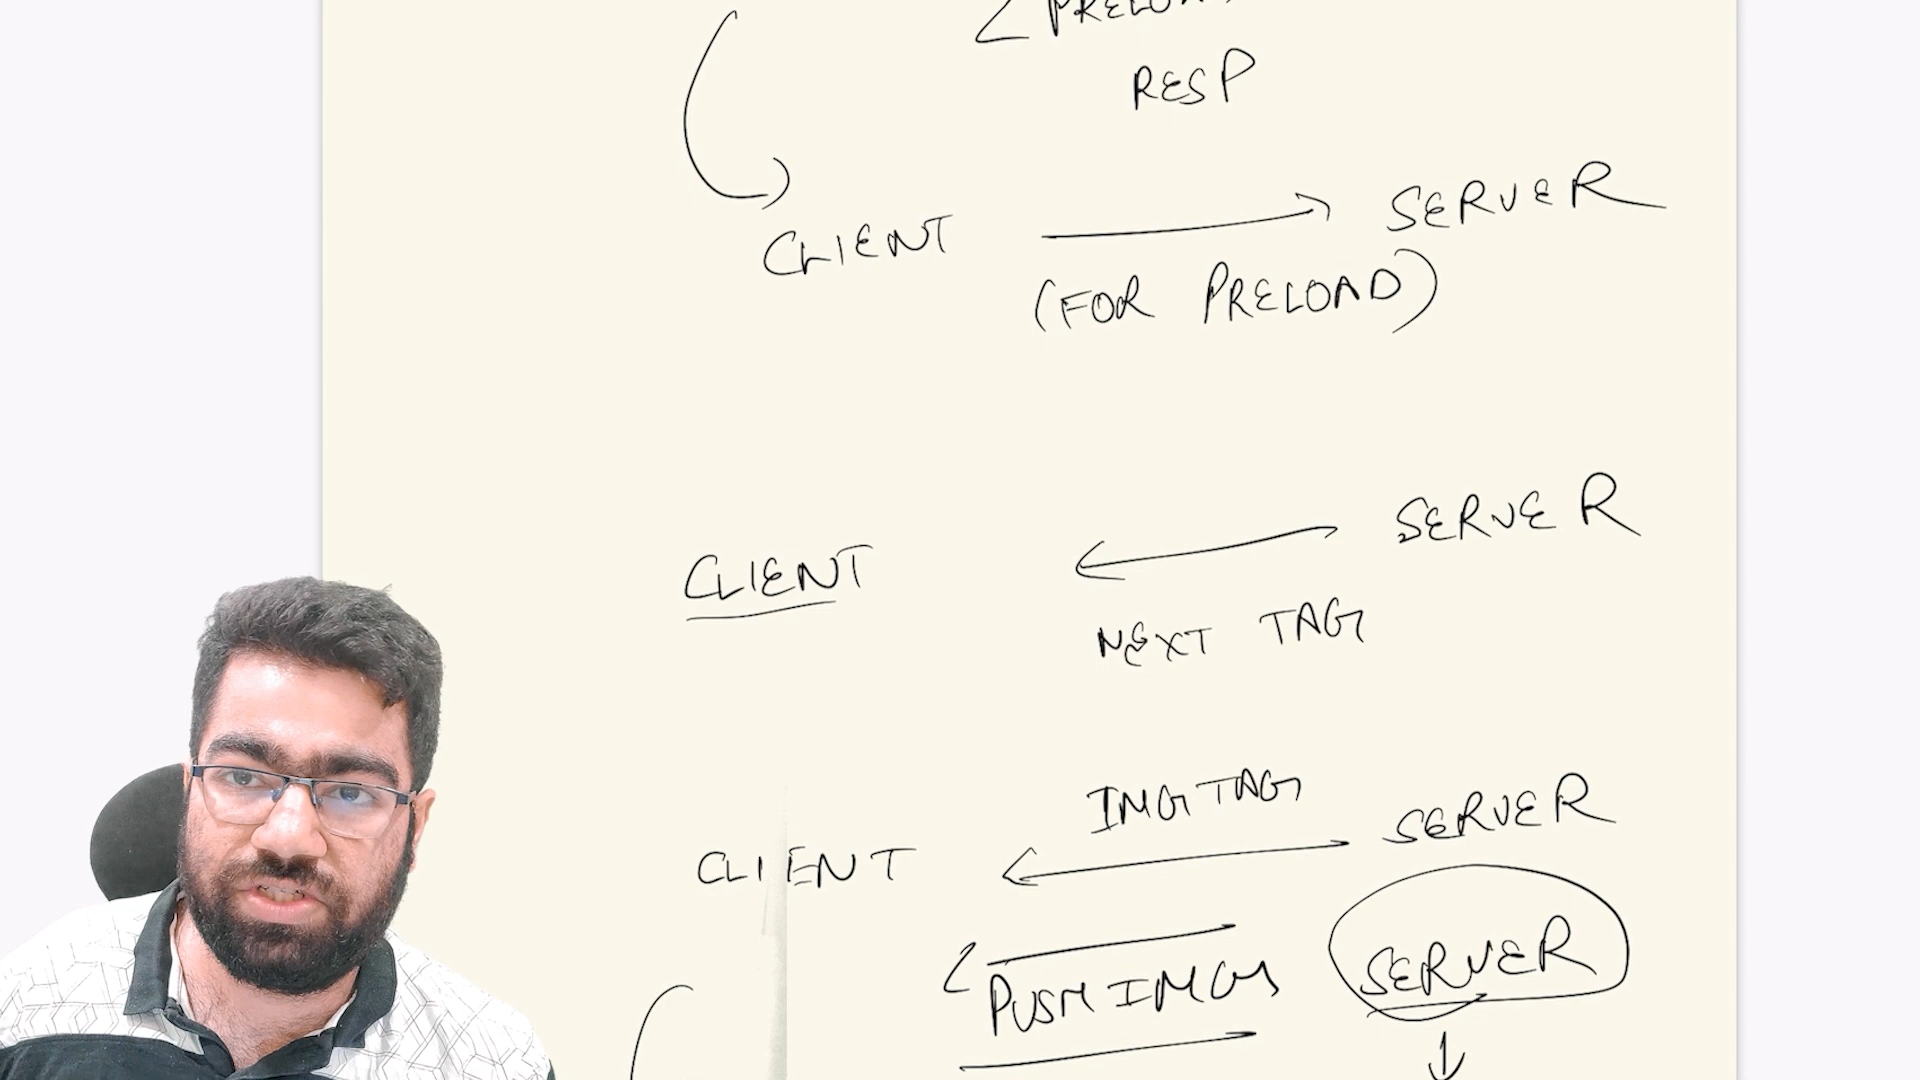 RESP
CLIENT SERVER
(FOR PRELOAD)
CLIENT SERVER
NEXT TAG
IMG TAG
CLIENT SERVER
PUSH IMG SERVER